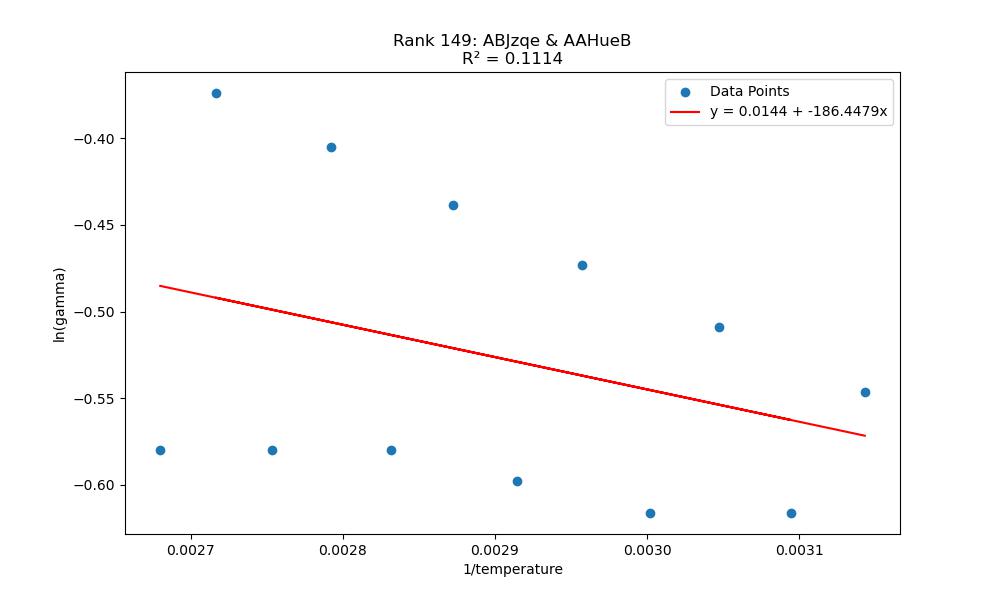 Rank 149: ABJzqe & AAHueB
R² = 0.1114
Data Points
y = 0.0144 + -186.4479x
−0.40
−0.45
−0.50
−0.55
−0.60
ln(gamma)
0.0027
0.0028
0.0029
0.0030
0.0031
1/temperature